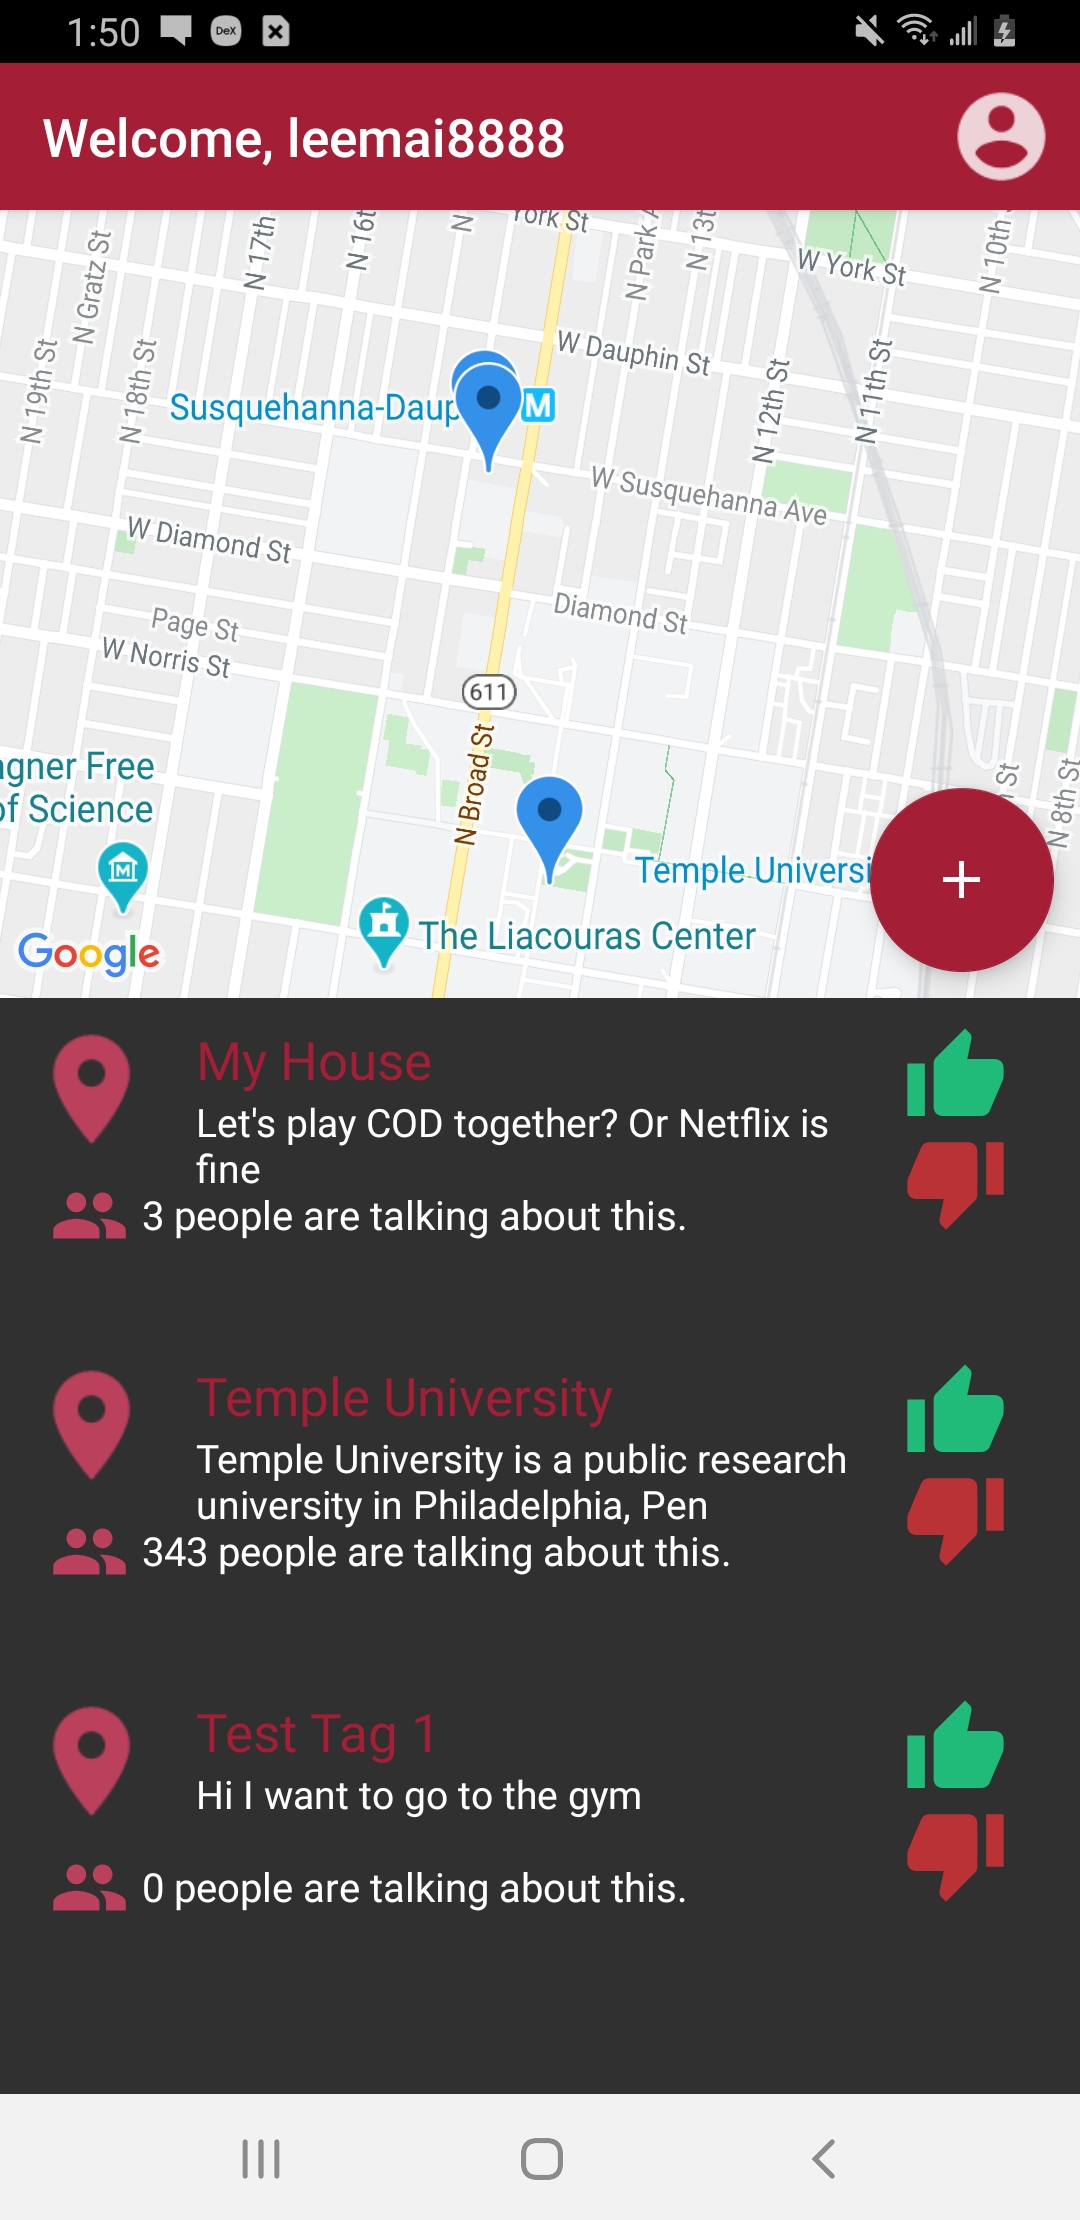 1:50
DeX
Welcome, leemai8888
York St
N
N 16t
N 17th
N Gratz St
N Park A
N 13t
W York St
N 10th
N 19th St
N 18th St
W Dauphin St
12th St
N 11th St
Susquehanna-Daup
M
W Susquehanna Ave
W Diamond St
Diamond St
Page St
W Norris St
611
N Broad St
St
N 8th St
gner Free
of Science
M
Temple Universi
+
The Liacouras Center
Google
My House
Let's play COD together? Or Netflix is
fine
3 people are talking about this.
Temple University
Temple University is a public research
university in Philadelphia, Pen
343 people are talking about this.
Test Tag 1
Hi I want to go to the gym
0 people are talking about this.